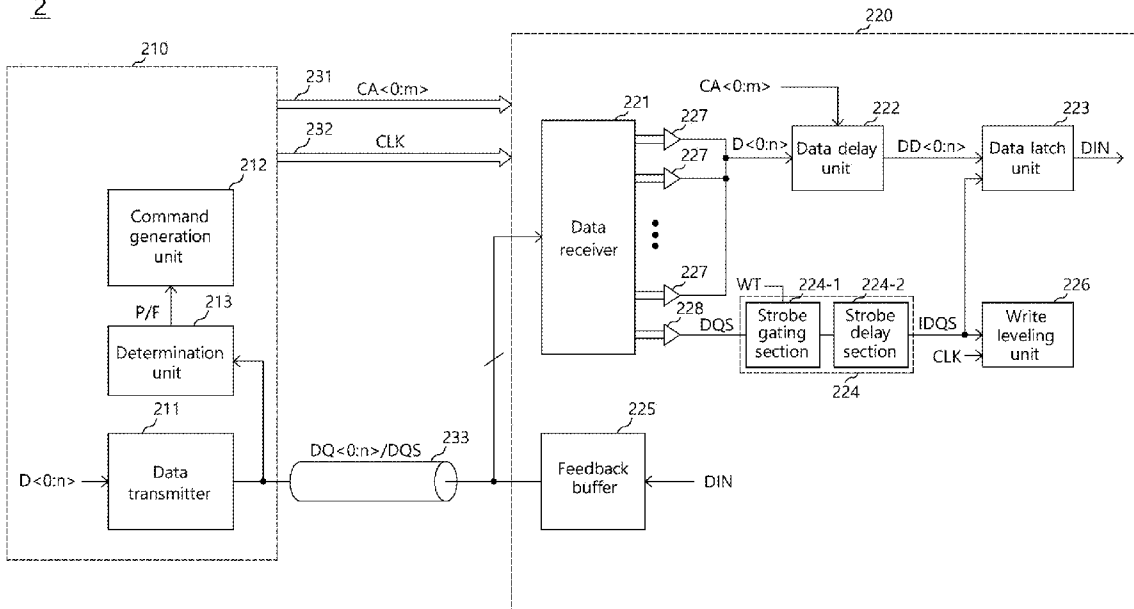 2
210
220
231
CA<0:m>
232
CLK
212
Command
generation
unit
P/F
213
Determination
unit
211
D<0:n>
Data
transmitter
DQ<0:n>/DQS
233
221
Data
receiver
227
227
227
228
CA<0:m>
D<0:n>
222
Data delay
unit
DD<0:n>
223
Data latch
unit
DIN
DQS
WT
224-1
Strobe
gating
section
224-2
Strobe
delay
section
224
IDQS
CLK
226
Write
leveling
unit
225
Feedback
buffer
DIN